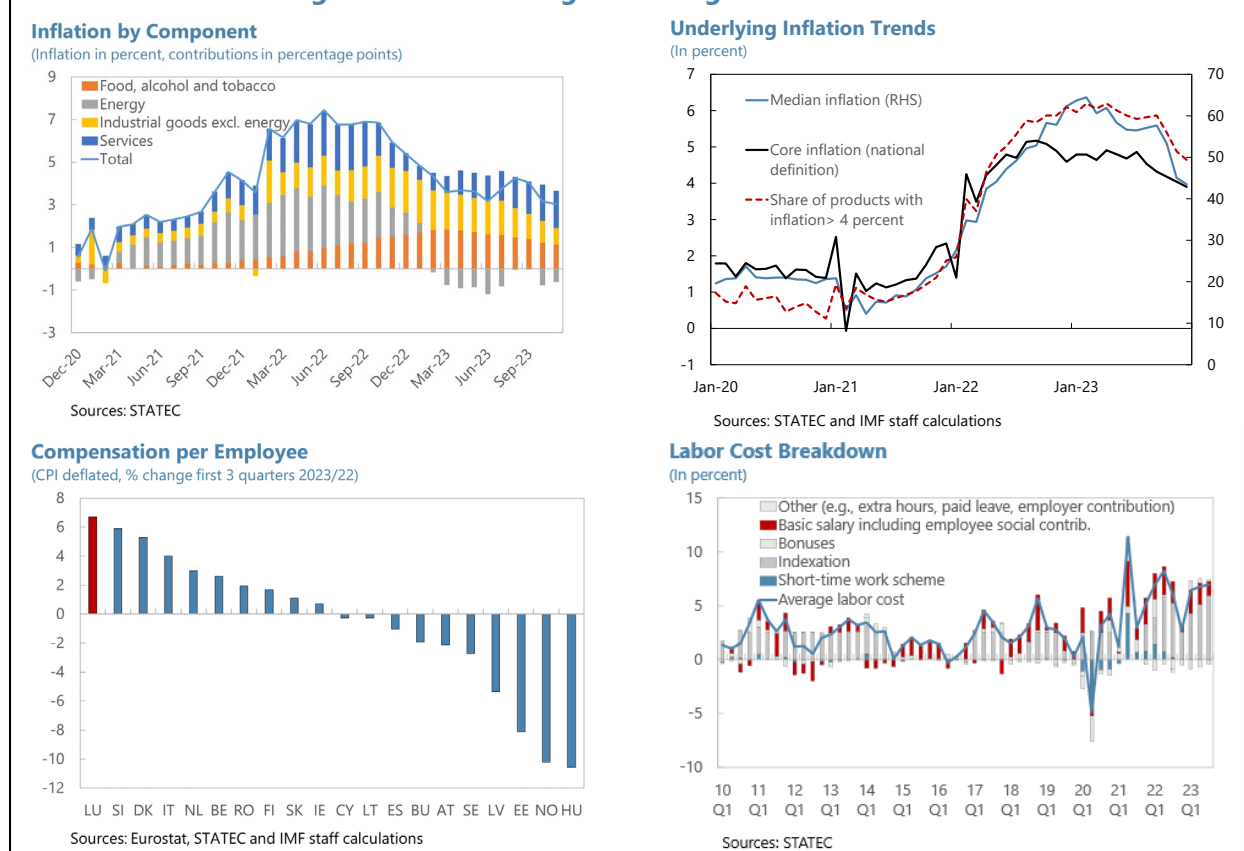 Inflation by Component
(Inflation in percent, contributions in percentage points)
9
7
5
3
1
-1
-3
Food, alcohol and tobacco
Energy
Industrial goods excl. energy
Services
Total
Dec-20
Mar-21
Jun-21
Sep-21
Dec-21
Mar-22
Jun-22
Sep-22
Dec-22
Mar-23
Jun-23
Sep-23
Sources: STATEC
Underlying Inflation Trends
(In percent)
7
6
5
4
3
2
1
0
-1
Median inflation (RHS)
Core inflation (national
definition)
Share of products with
inflation> 4 percent
70
60
50
40
30
20
10
0
Jan-20
Jan-21
Jan-22
Jan-23
Sources: STATEC and IMF staff calculations
Compensation per Employee
(CPI deflated, % change first 3 quarters 2023/22)
8
6
4
2
0
-2
-4
-6
-8
-10
-12
LU SI DK IT NL BE RO FI SK IE CY LT ES BU AT SE LV EE NO HU
Sources: Eurostat, STATEC and IMF staff calculations
Labor Cost Breakdown
(In percent)
15
10
5
0
-5
-10
Other (e.g., extra hours, paid leave, employer contribution)
Basic salary including employee social contrib.
Bonuses
Indexation
Short-time work scheme
Average labor cost
10 11 12 13 14 15 16 17 18 19 20 21 22 23
Q1 Q1 Q1 Q1 Q1 Q1 Q1 Q1 Q1 Q1 Q1 Q1 Q1 Q1
Sources: STATEC